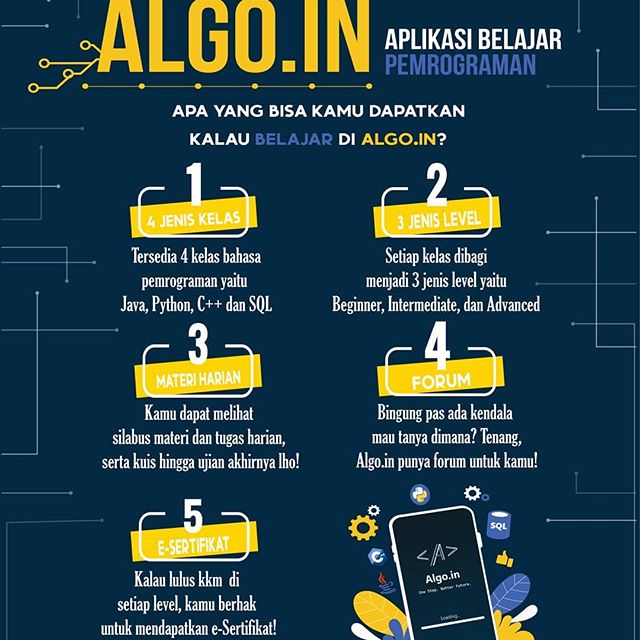 ALGO.IN
APLIKASI BELAJAR
PEMROGRAMAN
APA YANG BISA KAMU DAPATKAN
KALAU BELAJAR DI ALGO.IN?
1
4 JENIS KELAS
Tersedia 4 kelas bahasa
pemrograman yaitu
Java, Python, C++ dan SQL
2
3 JENIS LEVEL
Setiap kelas dibagi
menjadi 3 jenis level yaitu
Beginner, Intermediate, dan Advanced
3
MATERI HARIAN
Kamu dapat melihat
silabus materi dan tugas harian,
serta kuis hingga ujian akhirnya lho!
4
FORUM
Bingung pas ada kendala
mau tanya dimana? Tenang,
Algo.in punya forum untuk kamu!
5
E-SERTIFIKAT
Kalau lulus kkm di
setiap level, kamu berhak
untuk mendapatkan e-Sertifikat!
SQL
C++
Java
</A>
Algo.in
One Step, Better Future.
Loading...